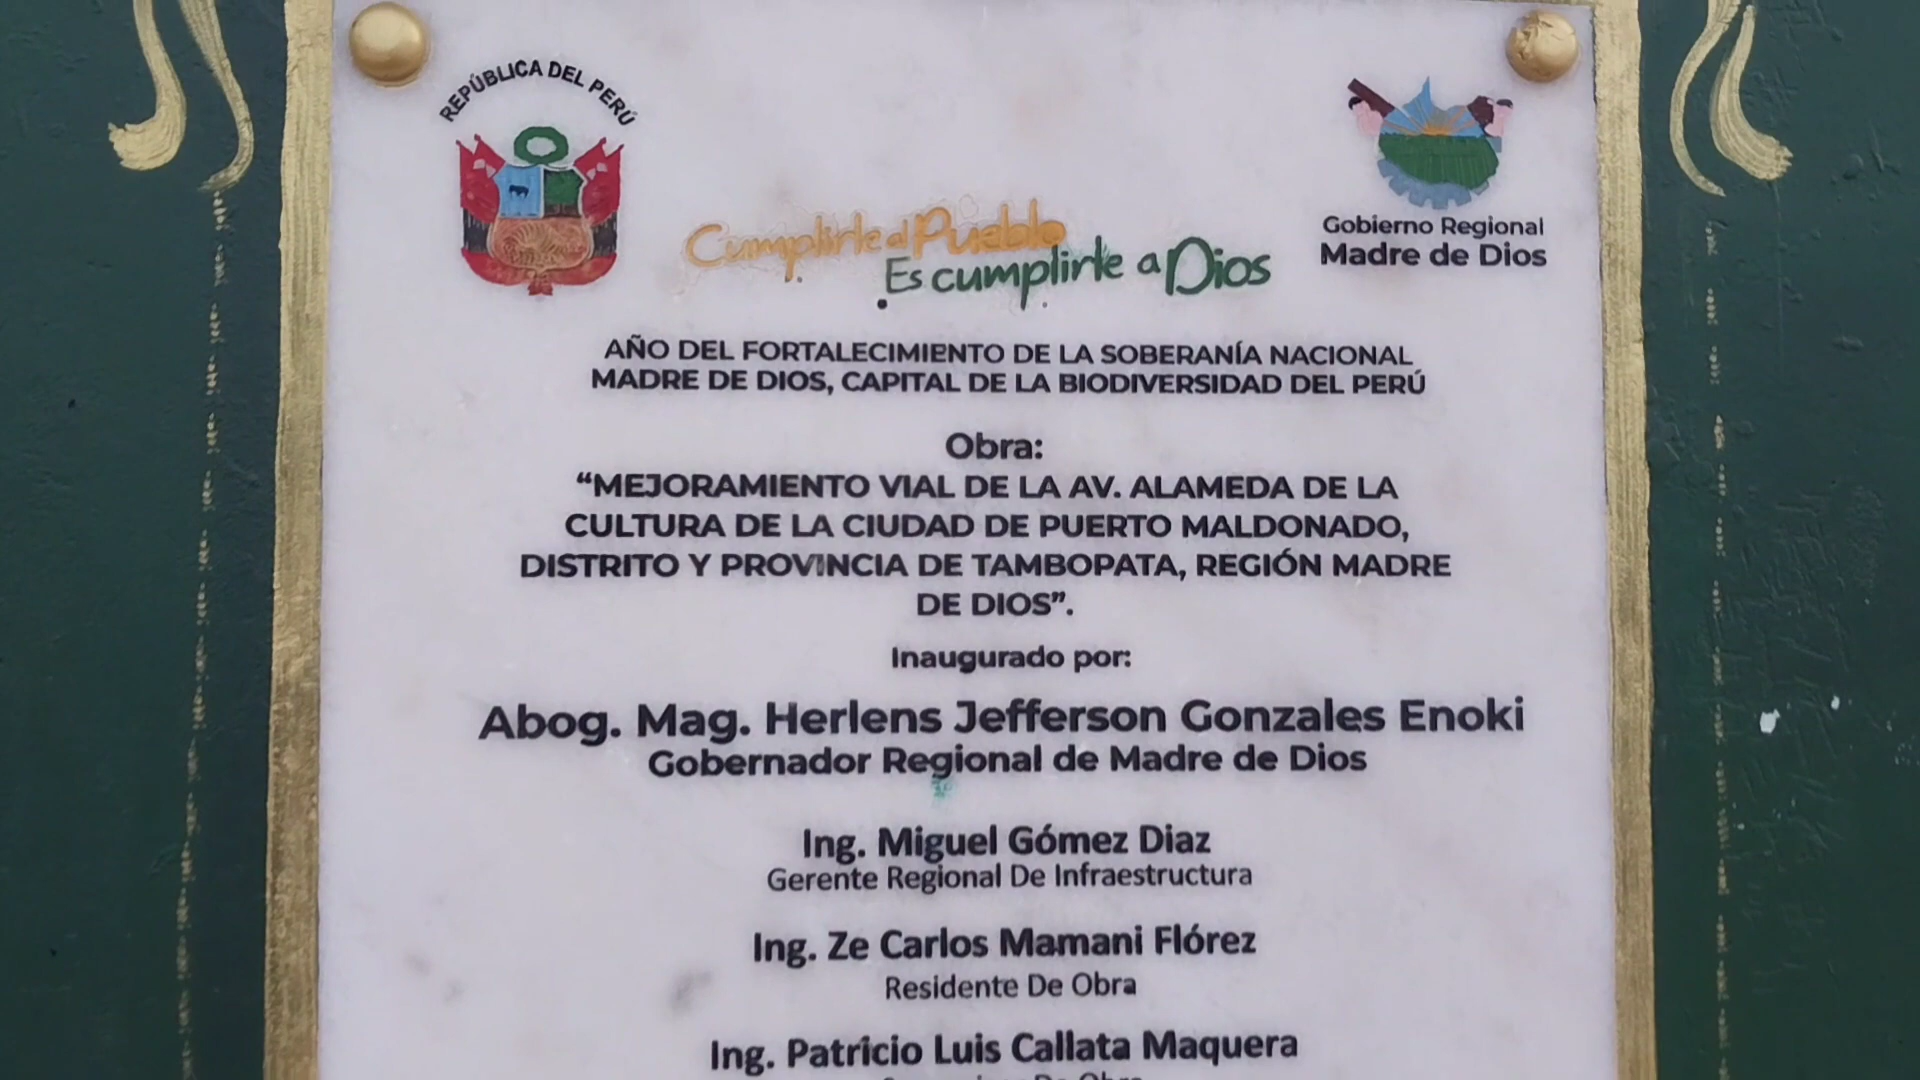 REPÚBLICA DEL PERÚ
Cumplirle al Pueblo
Es cumplirle a Dios
Gobierno Regional
Madre de Dios
AÑO DEL FORTALECIMIENTO DE LA SOBERANÍA NACIONAL
MADRE DE DIOS, CAPITAL DE LA BIODIVERSIDAD DEL PERÚ
Obra:
“MEJORAMIENTO VIAL DE LA AV. ALAMEDA DE LA
CULTURA DE LA CIUDAD DE PUERTO MALDONADO,
DISTRITO Y PROVINCIA DE TAMBOPATA, REGIÓN MADRE
DE DIOS”.
Inaugurado por:
Abog. Mag. Herlens Jefferson Gonzales Enoki
Gobernador Regional de Madre de Dios
Ing. Miguel Gómez Diaz
Gerente Regional De Infraestructura
Ing. Ze Carlos Mamani Flórez
Residente De Obra
Ing. Patricio Luis Callata Maquera